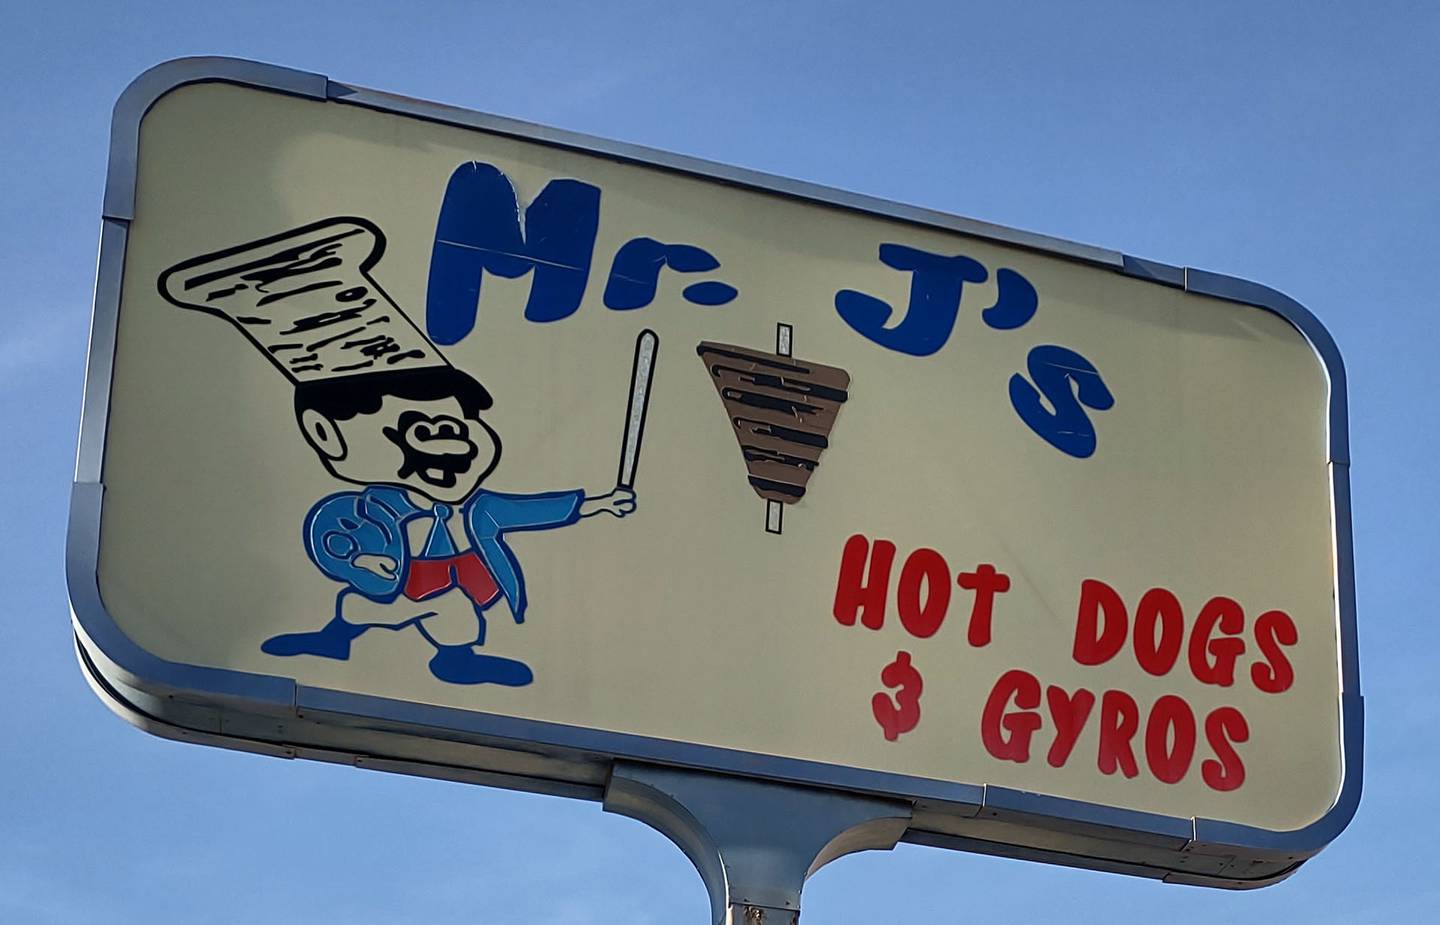 Mr. J's
HOT DOGS
& GYROS